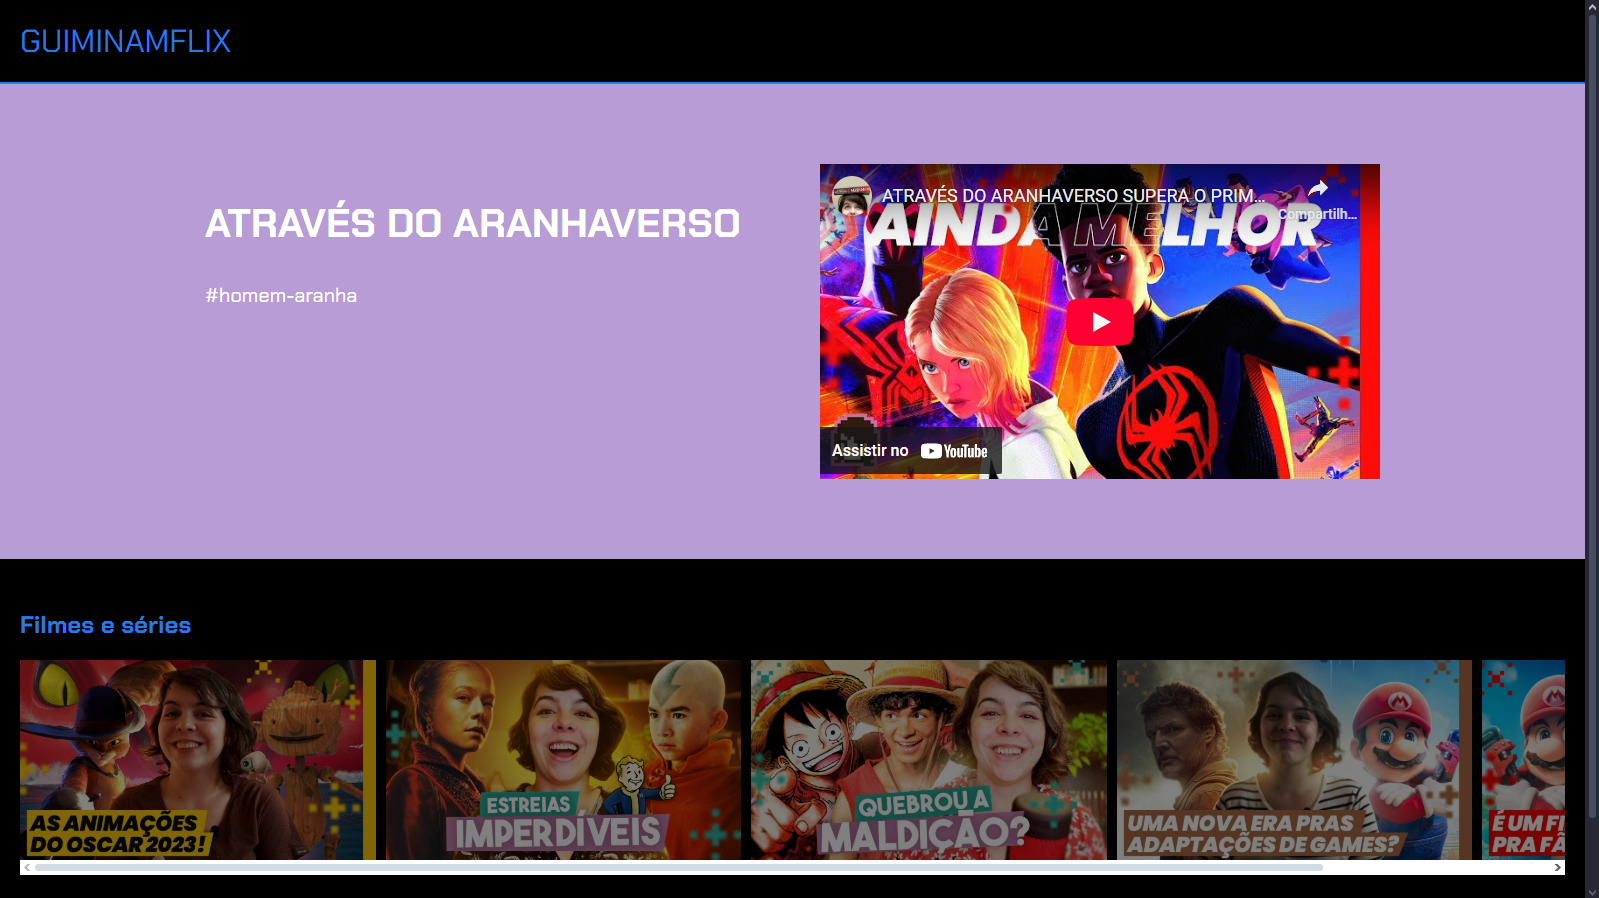 GUIMINAMFLIX
ATRAVÉS DO ARANHAVERSO
#homem-aranha
ATRAVÉS DO ARANHAVERSO SUPERA O PRIM...
Compartilh...
AINDA MELHOR
Assistir no YouTube
Filmes e séries
AS ANIMAÇÕES
DO OSCAR 2023!
ESTREIAS
IMPERDÍVEIS
QUEBROU A
MALDIÇÃO?
UMA NOVA ERA PRAS
ADAPTAÇÕES DE GAMES?
É UM FI
PRA FÃ